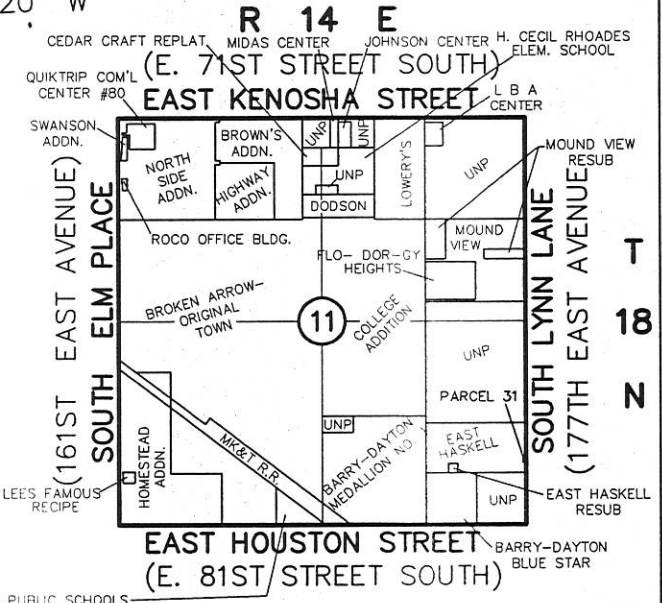 20 W
R 14 E
CEDAR CRAFT REPLAT
MIDAS CENTER
JOHNSON CENTER
H. CECIL RHOADES
ELEM. SCHOOL
(E. 71ST STREET SOUTH)
QUIKTRIP COM'L
CENTER #80
EAST KENOSHA STREET
L B A
CENTER
SWANSON
ADDN.
NORTH
SIDE
ADDN.
BROWN'S
ADDN.
HIGHWAY
ADDN.
UNP
UNP
UNP
DODSON
LOWERY'S
UNP
MOUND VIEW
RESUB
ROCO OFFICE BLDG.
MOUND
VIEW
FLO- DOR-GY
HEIGHTS
(161ST EAST AVENUE)
SOUTH ELM PLACE
BROKEN ARROW-
ORIGINAL
TOWN
11
COLLEGE
ADDITION
UNP
SOUTH LYNN LANE
(177TH EAST AVENUE)
T
18
N
PARCEL 31
HOMESTEAD
ADDN.
MK&T R.R.
UNP
BARRY-DAYTON
MEDALLION NO. 1
EAST
HASKELL
UNP
LEES FAMOUS
RECIPE
EAST HASKELL
RESUB
EAST HOUSTON STREET
(E. 81ST STREET SOUTH)
BARRY-DAYTON
BLUE STAR
PUBLIC SCHOOLS